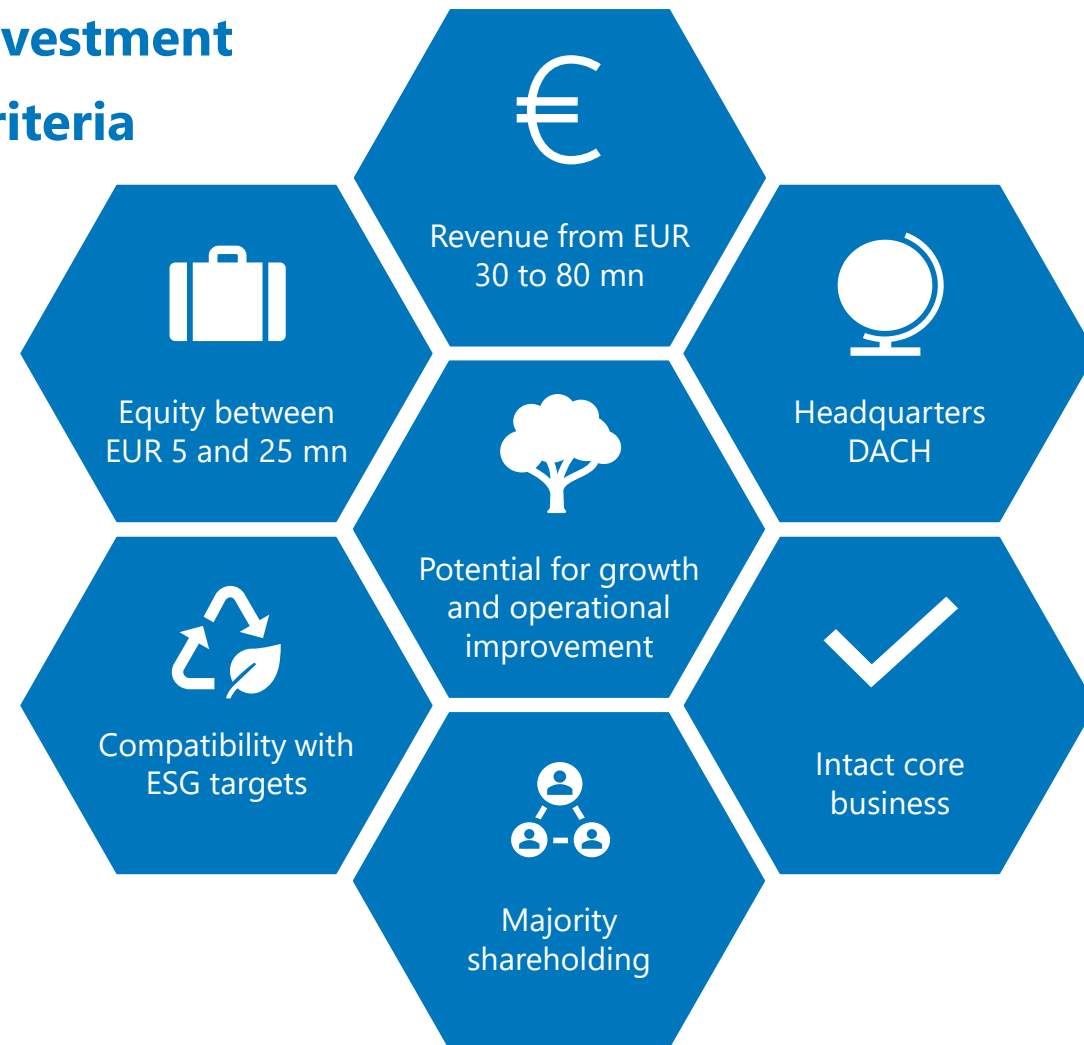 vestment
riteria
€
Revenue from EUR
30 to 80 mn
Equity between
EUR 5 and 25 mn
Headquarters
DACH
Potential for growth
and operational
improvement
Compatibility with
ESG targets
Intact core
business
Majority
shareholding